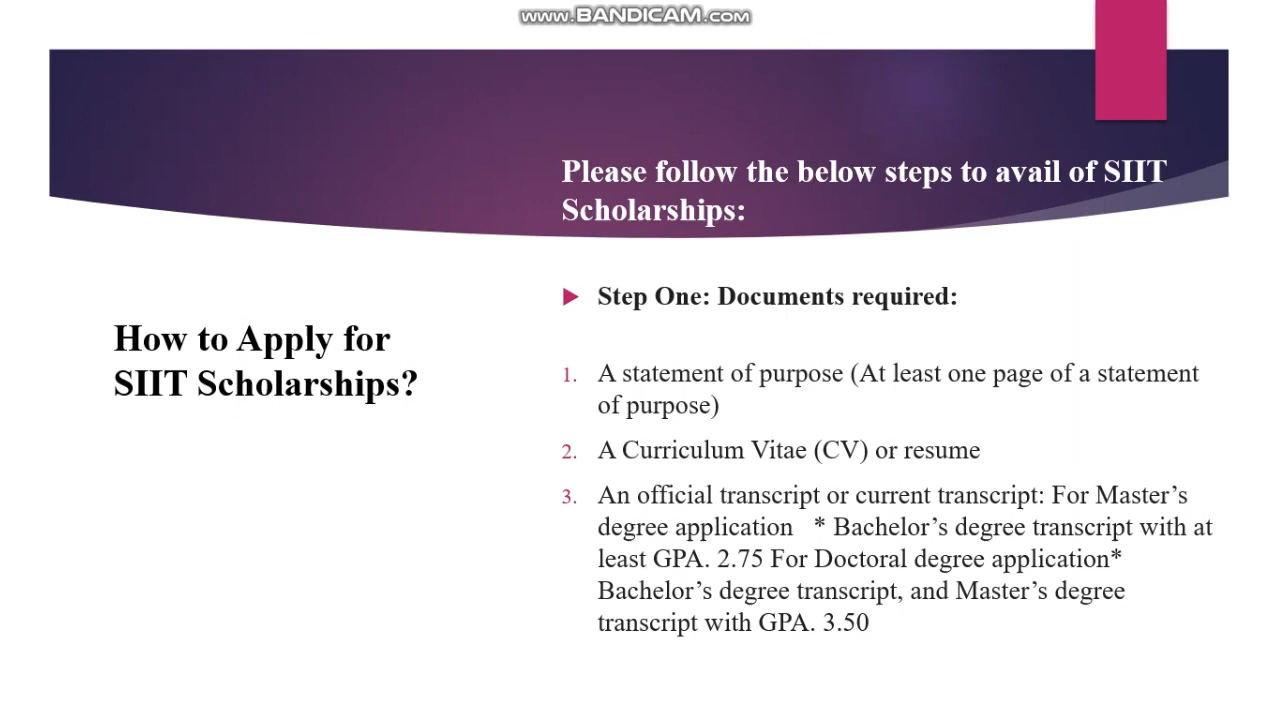 www.BANDICAM.com
Please follow the below steps to avail of SIIT
Scholarships:
How to Apply for
SIIT Scholarships?
Step One: Documents required:
1. A statement of purpose (At least one page of a statement
of purpose)
2. A Curriculum Vitae (CV) or resume
3. An official transcript or current transcript: For Master’s
degree application * Bachelor’s degree transcript with at
least GPA. 2.75 For Doctoral degree application*
Bachelor’s degree transcript, and Master’s degree
transcript with GPA. 3.50